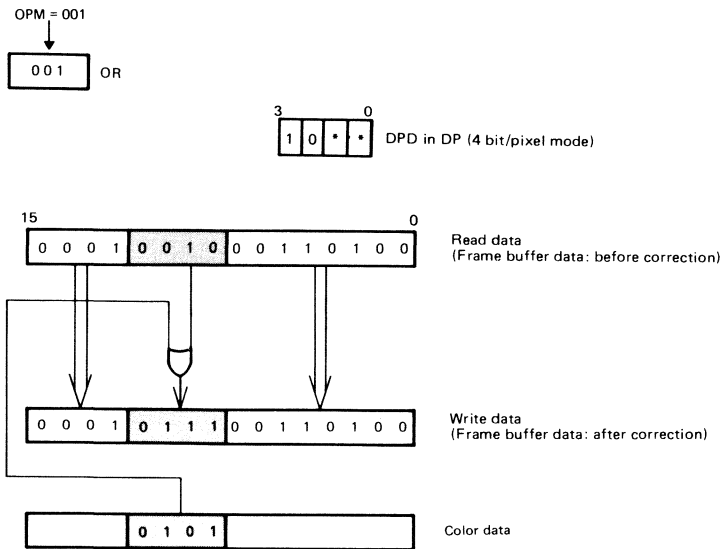 OPM = 001
001 OR
3 0
1 0 * * DPD in DP (4 bit/pixel mode)
15 0
0 0 0 1 0 0 1 0 0 0 1 1 0 1 0 0 Read data
(Frame buffer data: before correction)
0 0 0 1 0 1 1 1 0 0 1 1 0 1 0 0 Write data
(Frame buffer data: after correction)
0 1 0 1 Color data